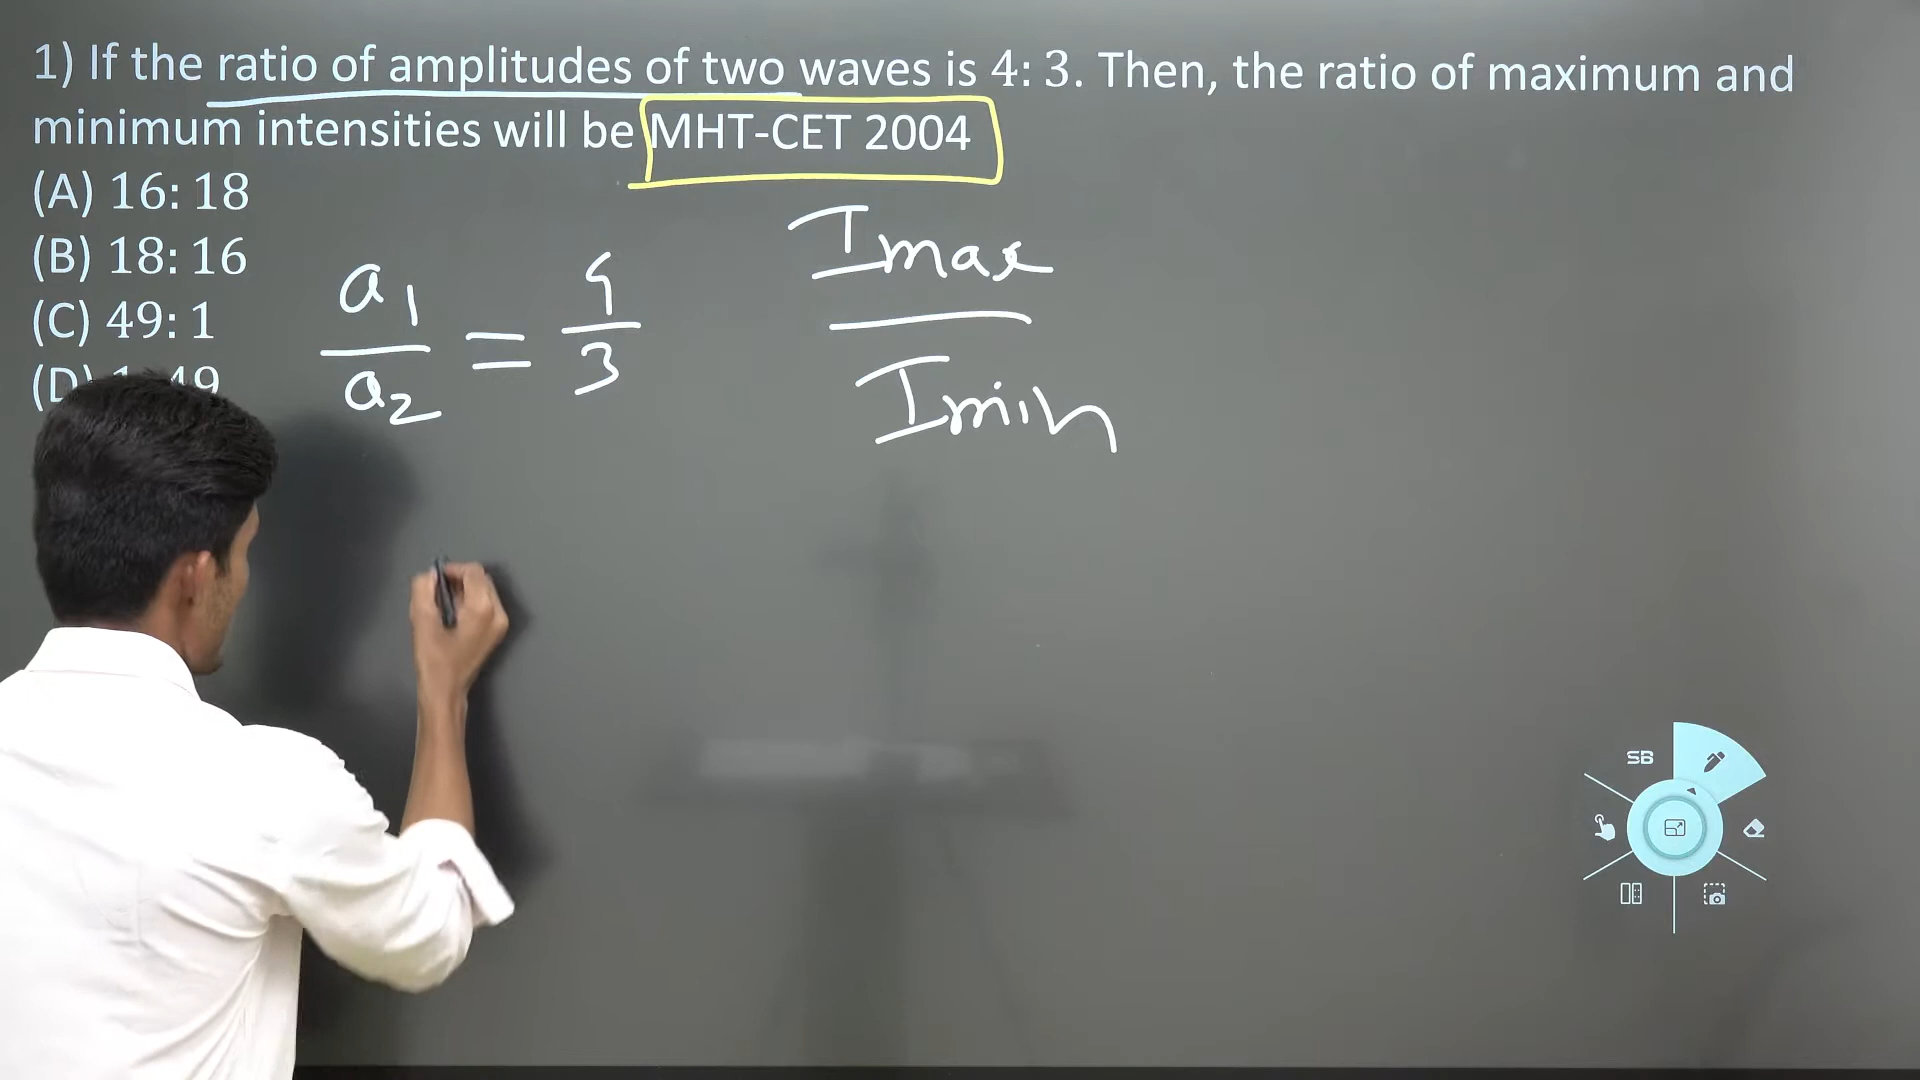 1) If the ratio of amplitudes of two waves is 4: 3. Then, the ratio of maximum and
minimum intensities will be MHT-CET 2004
(A) 16: 18
(B) 18: 16
(C) 49: 1
(D) 1: 49
a1
a2
=
4
3
Imax
Imin
SB